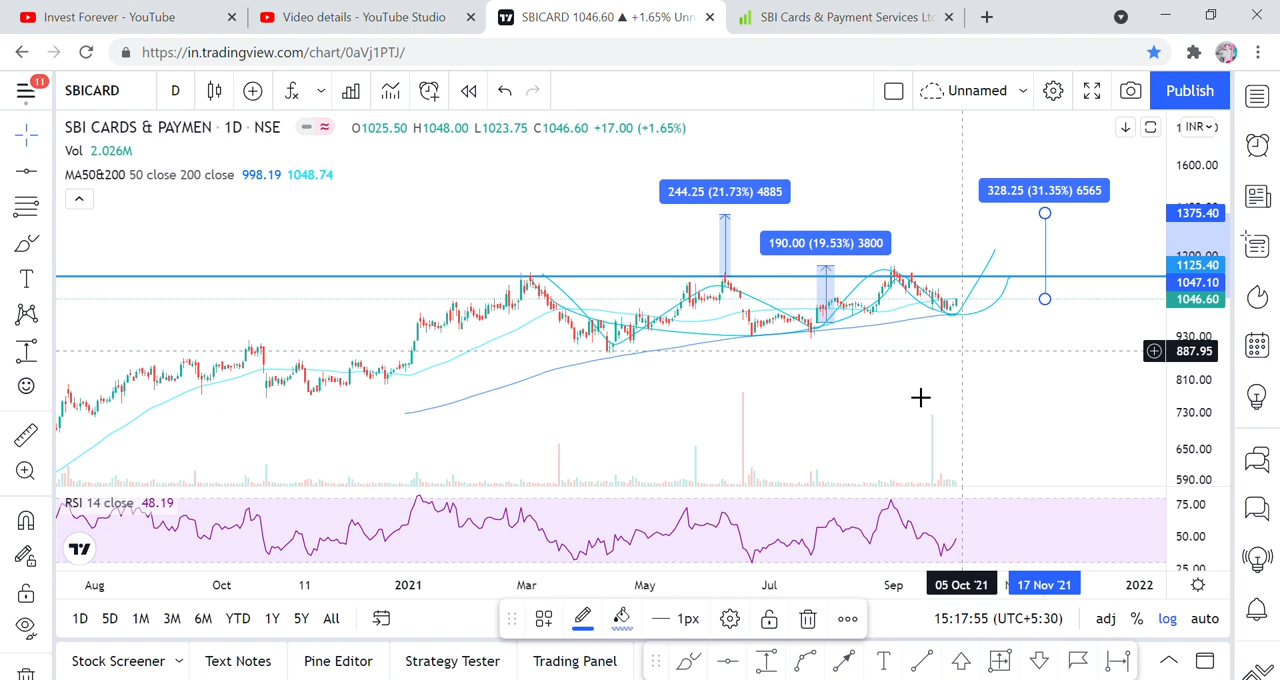 Invest Forever - YouTube
Video details - YouTube Studio
SBICARD 1046.60 ▲ +1.65% Unn
SBI Cards & Payment Services Lt
https://in.tradingview.com/chart/0aVj1PTJ/
11
SBICARD
D
Unnamed
Publish
SBI CARDS & PAYMEN · 1D · NSE
O1025.50 H1048.00 L1023.75 C1046.60 +17.00 (+1.65%)
INR
Vol 2.026M
MA50&200 50 close 200 close 998.19 1048.74
1600.00
244.25 (21.73%) 4885
328.25 (31.35%) 6565
1375.40
190.00 (19.53%) 3800
1200.00
1125.40
1047.10
1046.60
930.00
887.95
810.00
730.00
650.00
590.00
RSI 14 close 48.19
75.00
50.00
25.00
Aug
Oct
11
2021
Mar
May
Jul
Sep
05 Oct '21
17 Nov '21
2022
1D 5D 1M 3M 6M YTD 1Y 5Y All
1px
15:17:55 (UTC+5:30)
adj % log auto
Stock Screener
Text Notes
Pine Editor
Strategy Tester
Trading Panel